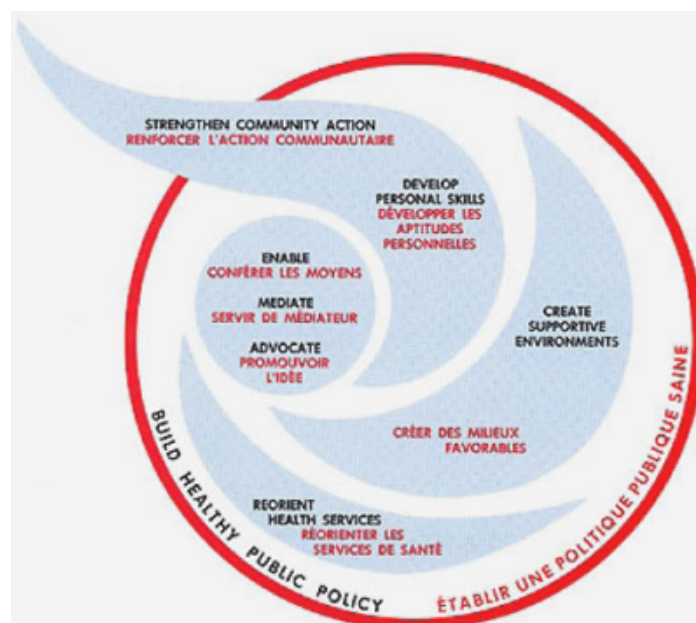 STRENGTHEN COMMUNITY ACTION
RENFORCER L'ACTION COMMUNAUTAIRE
DEVELOP
PERSONAL SKILLS
DÉVELOPPER LES
APTITUDES
PERSONNELLES
ENABLE
CONFÉRER LES MOYENS
MEDIATE
SERVIR DE MÉDIATEUR
ADVOCATE
PROMOUVOIR
L'IDÈE
CREATE
SUPPORTIVE
ENVIRONMENTS
CRÉER DES MILIEUX
FAVORABLES
REORIENT
HEALTH SERVICES
RÉORIENTER LES
SERVICES DE SANTÈ
BUILD HEALTHY PUBLIC POLICY
ÉTABLIR UNE POLITIQUE PUBLIQUE SAINE